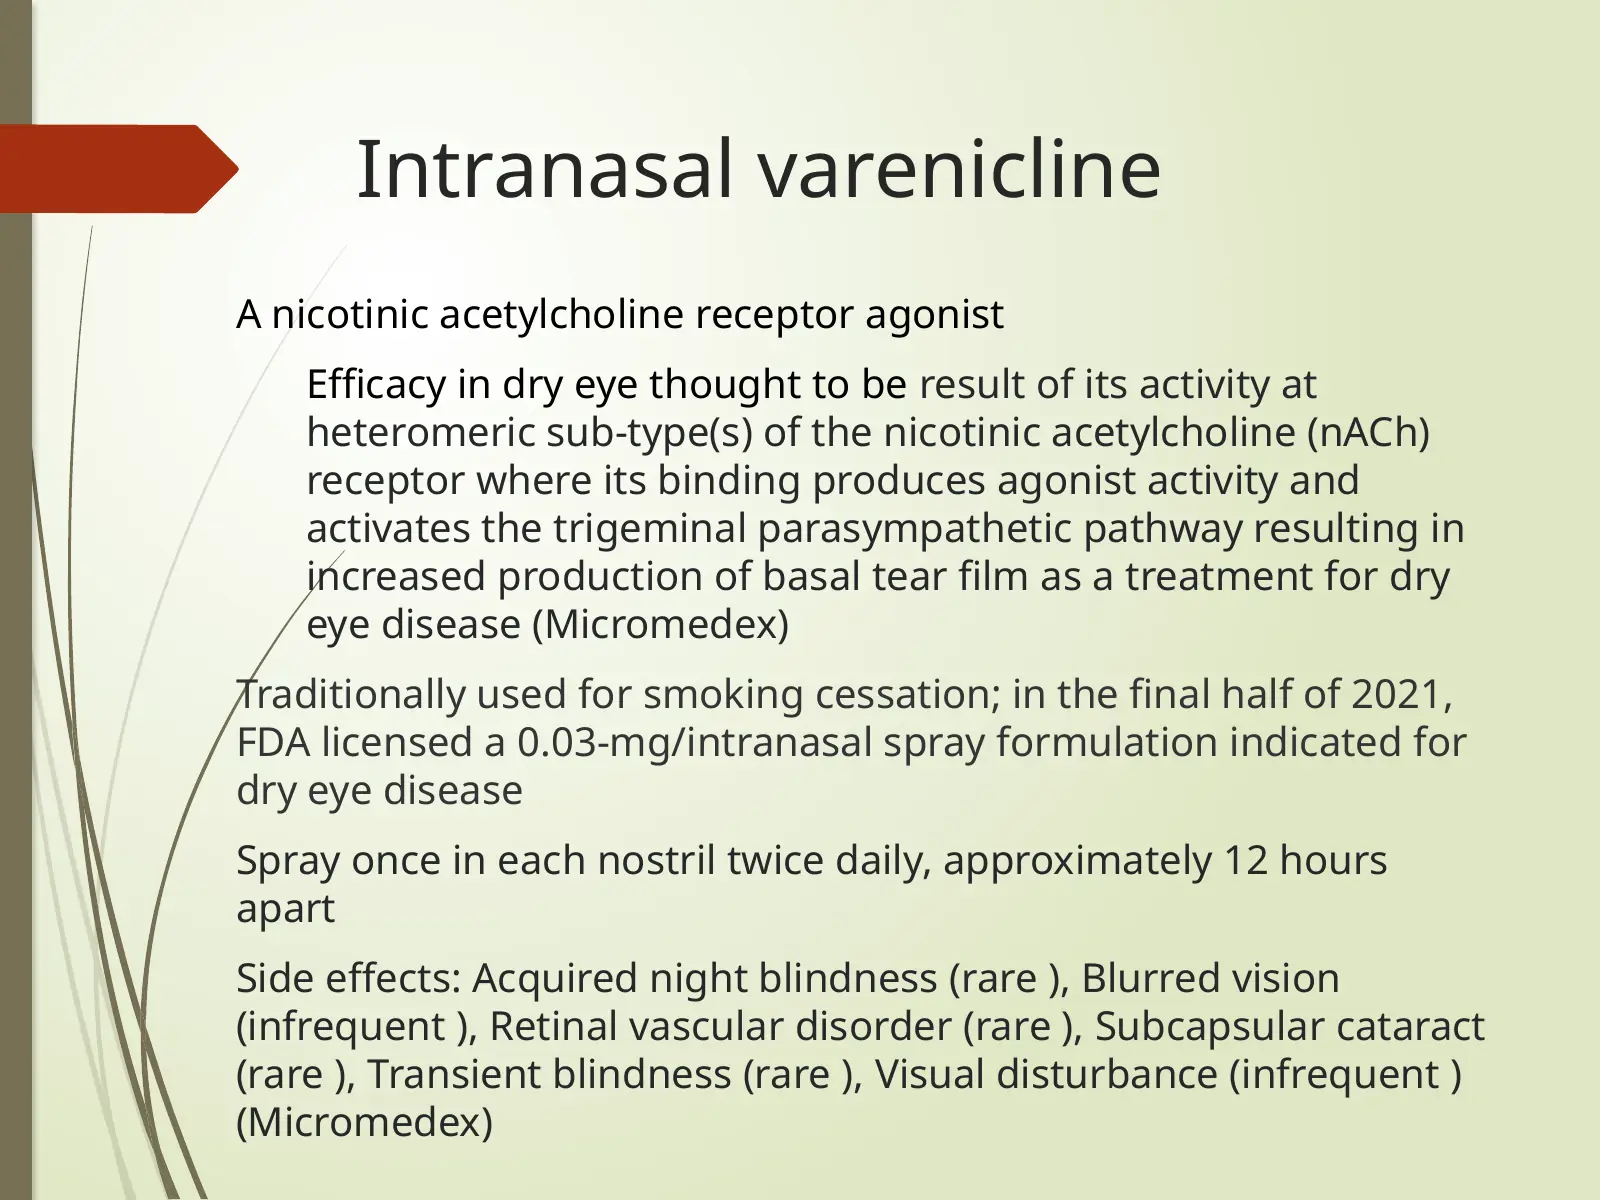 Intranasal varenicline
A nicotinic acetylcholine receptor agonist
Efficacy in dry eye thought to be result of its activity at
heteromeric sub-type(s) of the nicotinic acetylcholine (nACh)
receptor where its binding produces agonist activity and
activates the trigeminal parasympathetic pathway resulting in
increased production of basal tear film as a treatment for dry
eye disease (Micromedex)
Traditionally used for smoking cessation; in the final half of 2021,
FDA licensed a 0.03-mg/intranasal spray formulation indicated for
dry eye disease
Spray once in each nostril twice daily, approximately 12 hours
apart
Side effects: Acquired night blindness (rare ), Blurred vision
(infrequent ), Retinal vascular disorder (rare ), Subcapsular cataract
(rare ), Transient blindness (rare ), Visual disturbance (infrequent )
(Micromedex)